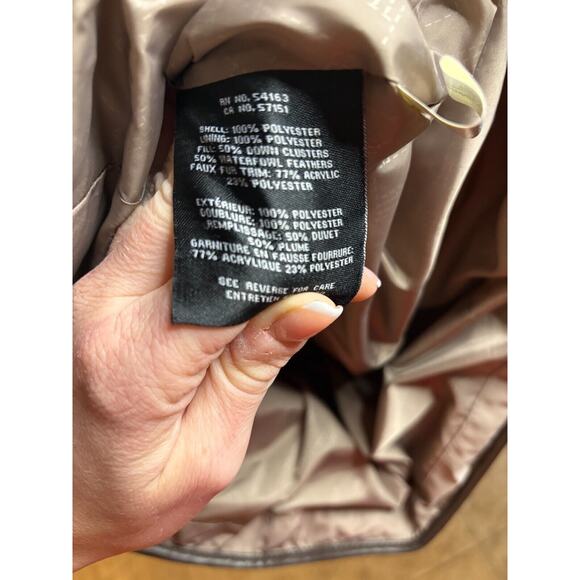 RN NO. 54163
CA NO. 57151
SHELL: 100% POLYESTER
LINING: 100% POLYESTER
FILL: 50% DOWN CLUSTERS
50% WATERFOWL FEATHERS
FAUX FUR TRIM: 77% ACRYLIC
23% POLYESTER
EXTÉRIEUR: 100% POLYESTER
DOUBLURE: 100% POLYESTER
REMPLISSAGE: 50% DUVET
50% PLUME
GARNITURE EN FAUSSE FOURRURE:
77% ACRYLIQUE 23% POLYESTER
SEE REVERSE FOR CARE
ENTRETIEN